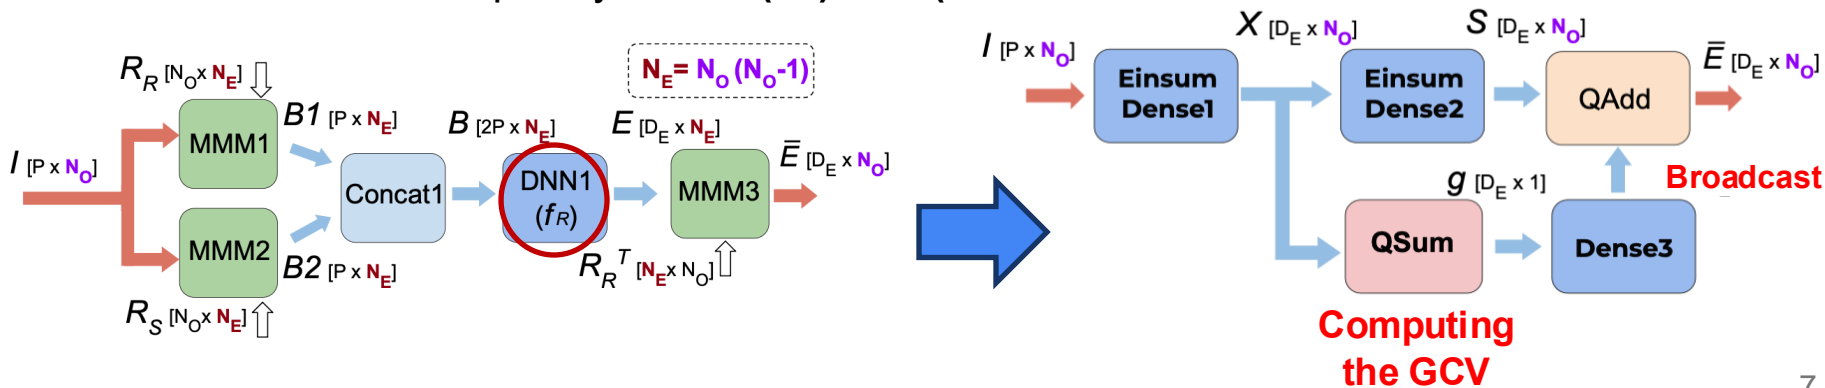 R_R [N_O x N_E]
N_E = N_O (N_O-1)
MMM1
B1 [P x N_E]
B [2P x N_E]
E [D_E x N_E]
I [P x N_O]
Concat1
DNN1
(f_R)
MMM3
Ē [D_E x N_O]
MMM2
B2 [P x N_E]
R_R^T [N_E x N_O]
R_S [N_O x N_E]
I [P x N_O]
X [D_E x N_O]
S [D_E x N_O]
Ē [D_E x N_O]
Einsum
Dense1
Einsum
Dense2
QAdd
g [D_E x 1]
Broadcast
QSum
Dense3
Computing
the GCV